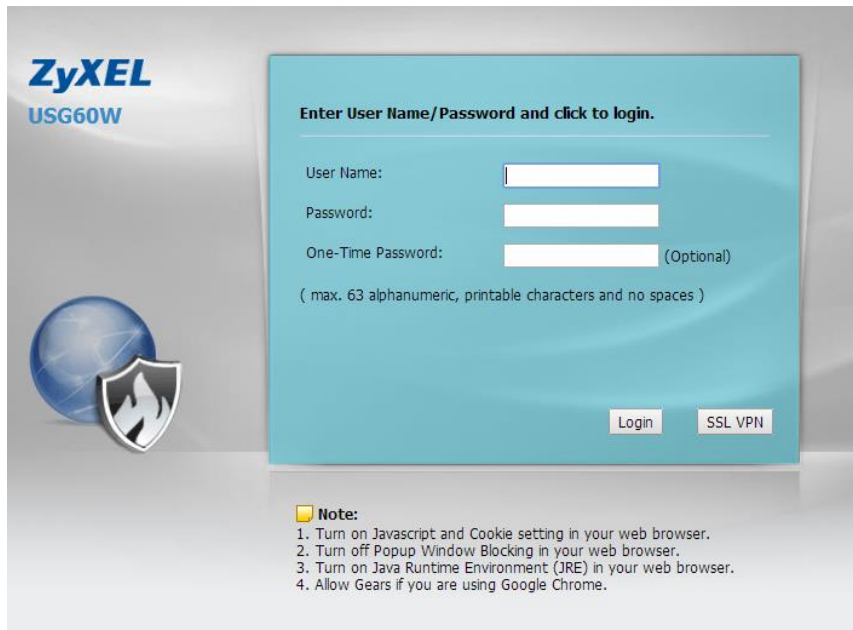 ZyXEL
USG60W
Enter User Name/Password and click to login.
User Name:
Password:
One-Time Password:
(Optional)
( max. 63 alphanumeric, printable characters and no spaces )
Login
SSL VPN
Note:
1. Turn on Javascript and Cookie setting in your web browser.
2. Turn off Popup Window Blocking in your web browser.
3. Turn on Java Runtime Environment (JRE) in your web browser.
4. Allow Gears if you are using Google Chrome.